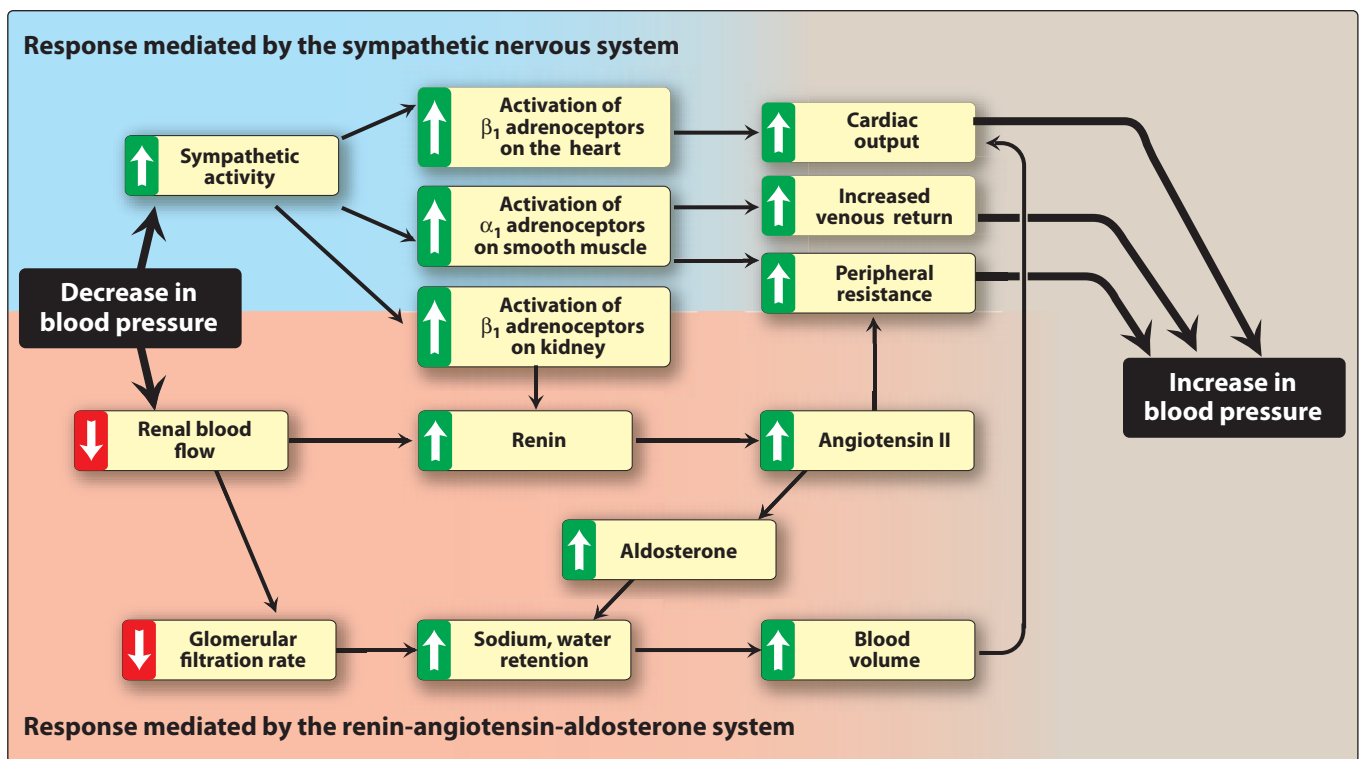 Response mediated by the sympathetic nervous system
Sympathetic
activity
Activation of
β1 adrenoceptors
on the heart
Cardiac
output
Activation of
α1 adrenoceptors
on smooth muscle
Increased
venous return
Peripheral
resistance
Decrease in
blood pressure
Activation of
β1 adrenoceptors
on kidney
Increase in
blood pressure
Renal blood
flow
Renin
Angiotensin II
Aldosterone
Glomerular
filtration rate
Sodium, water
retention
Blood
volume
Response mediated by the renin-angiotensin-aldosterone system